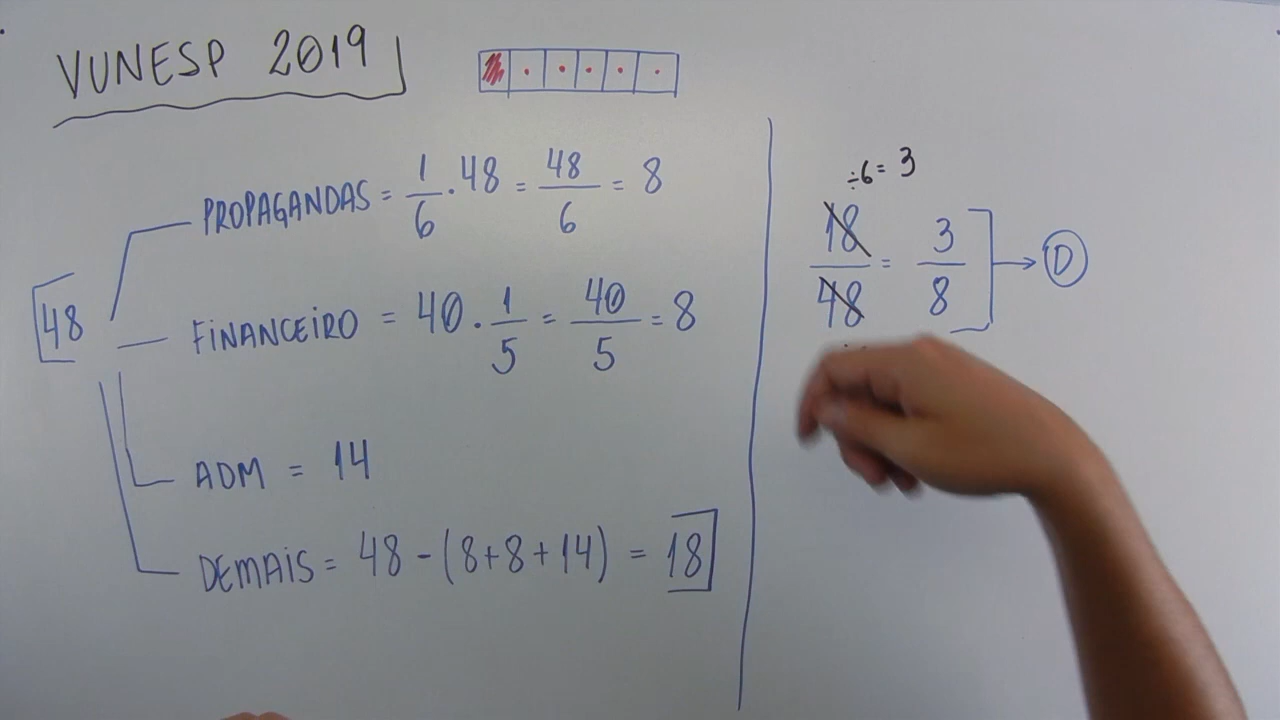 VUNESP 2019
PROPAGANDAS = 1/6 . 48 = 48/6 = 8
48
FINANCEIRO = 40 . 1/5 = 40/5 = 8
ADM = 14
DEMAIS = 48 - (8+8+14) = 18
÷6 = 3
18/48 = 3/8 → D